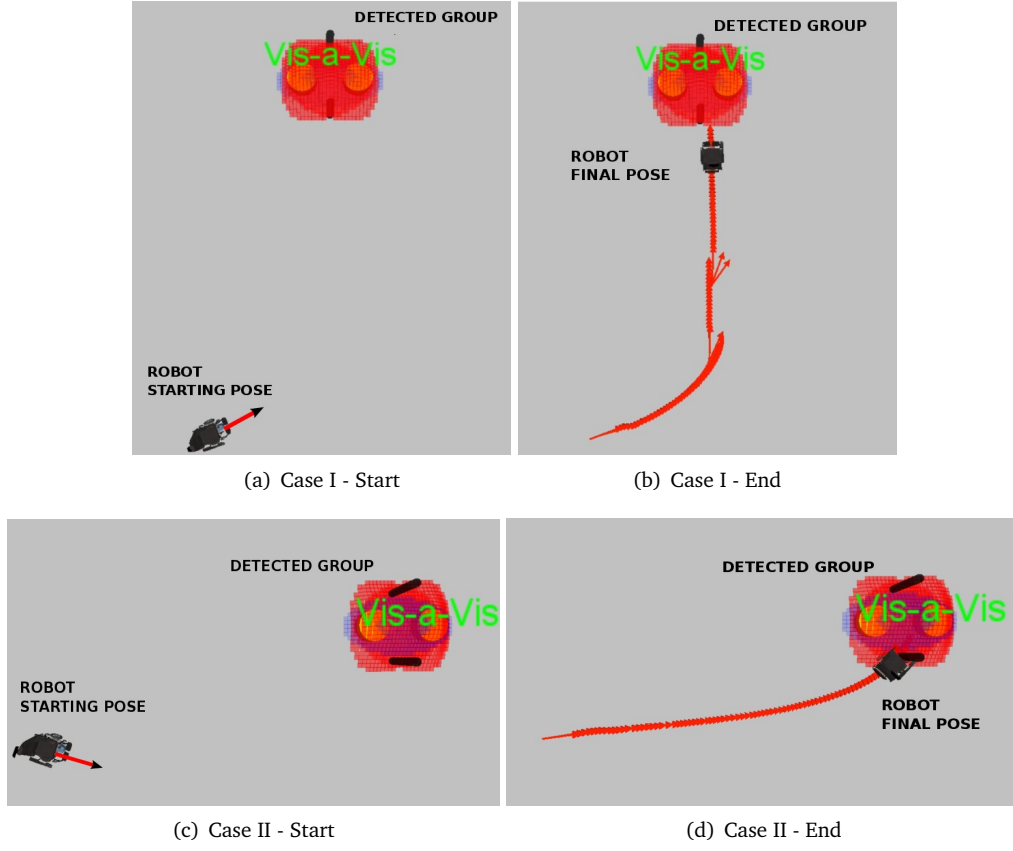 DETECTED GROUP
Vis-a-Vis
ROBOT
STARTING POSE
(a) Case I - Start
DETECTED GROUP
Vis-a-Vis
ROBOT
FINAL POSE
(b) Case I - End
DETECTED GROUP
Vis-a-Vis
ROBOT
STARTING POSE
(c) Case II - Start
DETECTED GROUP
Vis-a-Vis
ROBOT
FINAL POSE
(d) Case II - End